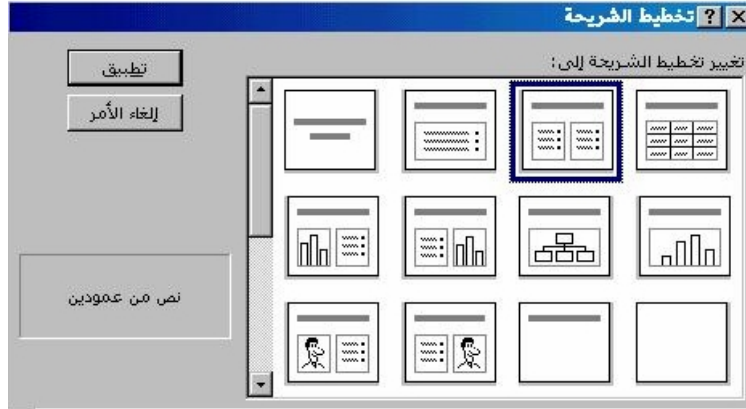 تخطيط الشريحة
تغيير تخطيط الشريحة إلى:
تطبيق
إلغاء الأمر
نص من عمودين